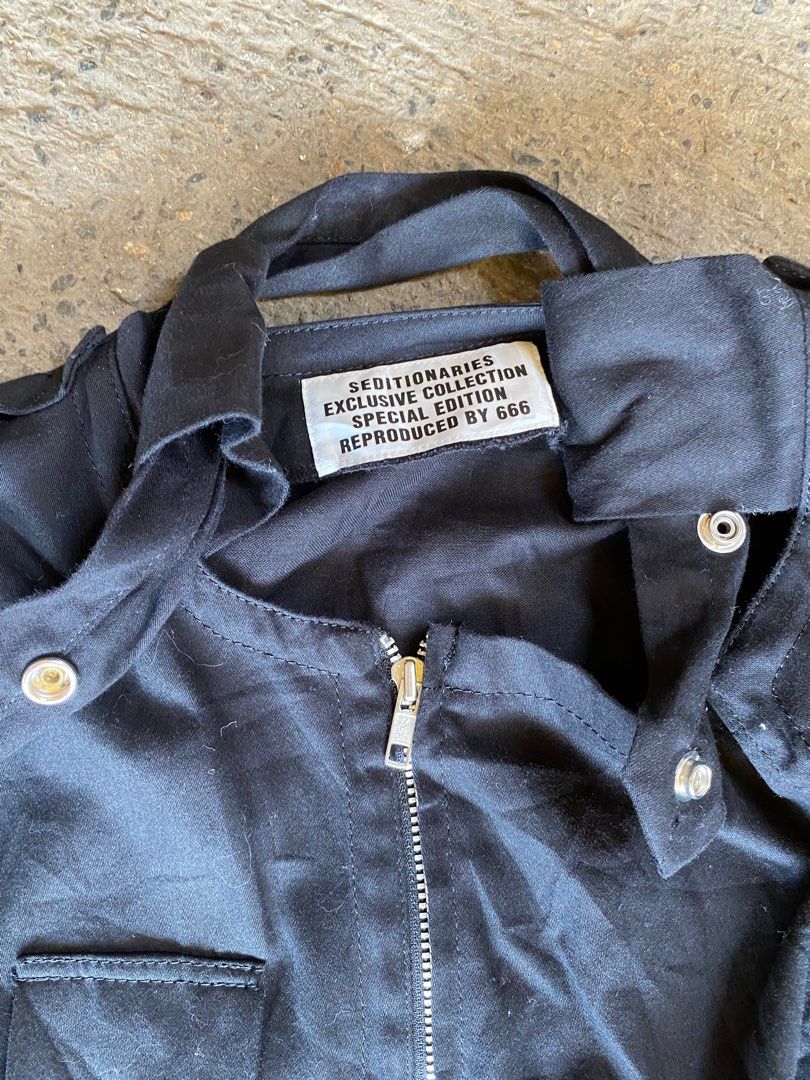 SEDITIONARIES
EXCLUSIVE COLLECTION
SPECIAL EDITION
REPRODUCED BY 666